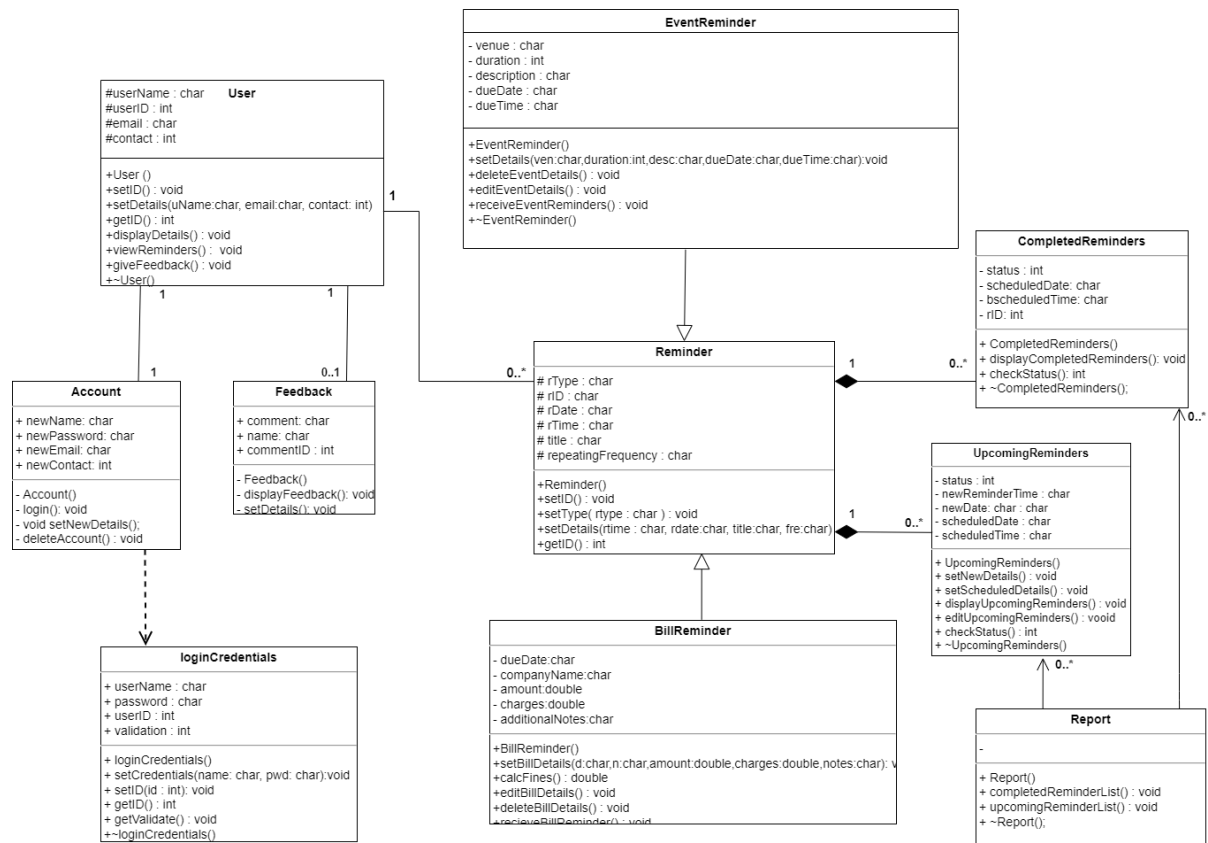 EventReminder
- venue : char
- duration : int
- description : char
- dueDate : char
- dueTime : char
+EventReminder()
+setDetails(ven:char,duration:int,desc:char,dueDate:char,dueTime:char):void
+deleteEventDetails() : void
+editEventDetails() : void
+receiveEventReminders() : void
+~EventReminder()
#userName : char User
#userID : int
#email : char
#contact : int
+User ()
+setID() : void
+setDetails(uName:char, email:char, contact: int)
+getID() : int
+displayDetails() : void
+viewReminders() : void
+giveFeedback() : void
+~User()
1
0..*
1
1
1
0..1
Account
+ newName: char
+ newPassword: char
+ newEmail: char
+ newContact: int
- Account()
- login(): void
- void setNewDetails();
- deleteAccount() : void
Feedback
+ comment: char
+ name: char
+ commentID : int
- Feedback()
- displayFeedback(): void
- setDetails(): void
loginCredentials
+ userName : char
+ password : char
+ userID : int
+ validation : int
+ loginCredentials()
+ setCredentials(name: char, pwd: char):void
+ setID(id : int): void
+ getID() : int
+ getValidate() : void
+~loginCredentials()
Reminder
# rType : char
# rID : char
# rDate : char
# rTime : char
# title : char
# repeatingFrequency : char
+Reminder()
+setID() : void
+setType( rtype : char ) : void
+setDetails(rtime : char, rdate:char, title:char, fre:char)
+getID() : int
1
0..*
1
0..*
BillReminder
- dueDate:char
- companyName:char
- amount:double
- charges:double
- additionalNotes:char
+BillReminder()
+setBillDetails(d:char,n:char,amount:double,charges:double,notes:char): v
+calcFines() : double
+editBillDetails() : void
+deleteBillDetails() : void
+recieveBillReminder() : void
CompletedReminders
- status : int
- scheduledDate: char
- bscheduledTime: char
- rID: int
+ CompletedReminders()
+ displayCompletedReminders(): void
+ checkStatus(): int
+ ~CompletedReminders();
0..*
UpcomingReminders
- status : int
- newReminderTime : char
- newDate: char : char
- scheduledDate : char
- scheduledTime : char
+ UpcomingReminders()
+ setNewDetails() : void
+ setScheduledDetails() : void
+ displayUpcomingReminders() : void
+ editUpcomingReminders() : vooid
+ checkStatus() : int
+ ~UpcomingReminders()
0..*
Report
-
+ Report()
+ completedReminderList() : void
+ upcomingReminderList() : void
+ ~Report();